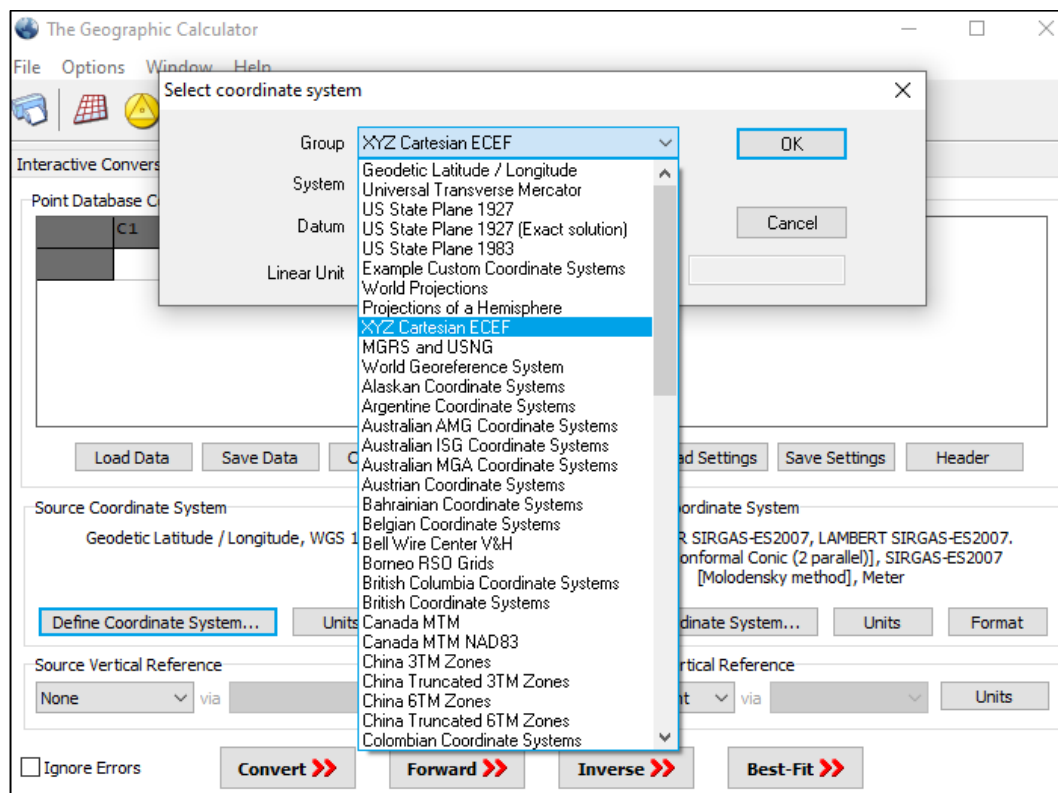 The Geographic Calculator
File Options Window Help
Select coordinate system
Group XYZ Cartesian ECEF OK
System
Datum Cancel
Linear Unit
Geodetic Latitude / Longitude
Universal Transverse Mercator
US State Plane 1927
US State Plane 1927 (Exact solution)
US State Plane 1983
Example Custom Coordinate Systems
World Projections
Projections of a Hemisphere
XYZ Cartesian ECEF
MGRS and USNG
World Georeference System
Alaskan Coordinate Systems
Argentine Coordinate Systems
Australian AMG Coordinate Systems
Australian ISG Coordinate Systems
Australian MGA Coordinate Systems
Austrian Coordinate Systems
Bahrainian Coordinate Systems
Belgian Coordinate Systems
Bell Wire Center V&H
Borneo RSO Grids
British Columbia Coordinate Systems
British Coordinate Systems
Canada MTM
Canada MTM NAD83
China 3TM Zones
China Truncated 3TM Zones
China 6TM Zones
China Truncated 6TM Zones
Colombian Coordinate Systems
Interactive Convers
Point Database C
C1
Load Data Save Data C ad Settings Save Settings Header
Source Coordinate System
Geodetic Latitude / Longitude, WGS 1
Define Coordinate System... Units
Source Vertical Reference
None via
oordinate System
R SIRGAS-ES2007, LAMBERT SIRGAS-ES2007.
onformal Conic (2 parallel)], SIRGAS-ES2007
[Molodensky method], Meter
dinate System... Units Format
rtical Reference
nt via Units
Ignore Errors Convert Forward Inverse Best-Fit